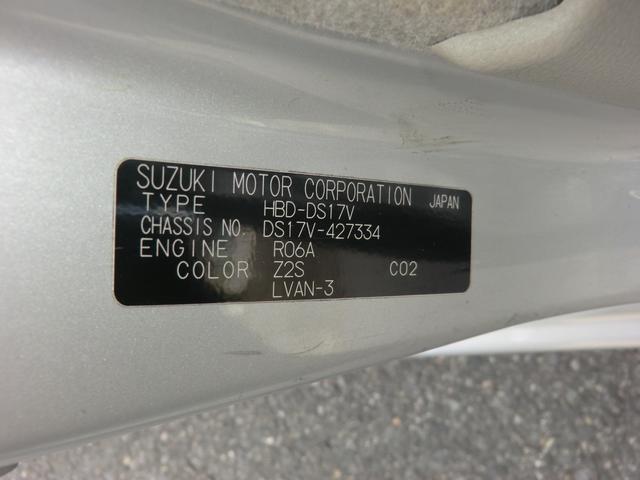 SUZUKI MOTOR CORPORATION JAPAN
TYPE HBD-DS17V
CHASSIS NO. DS17V-427334
ENGINE R06A
COLOR Z2S C02
LVAN-3